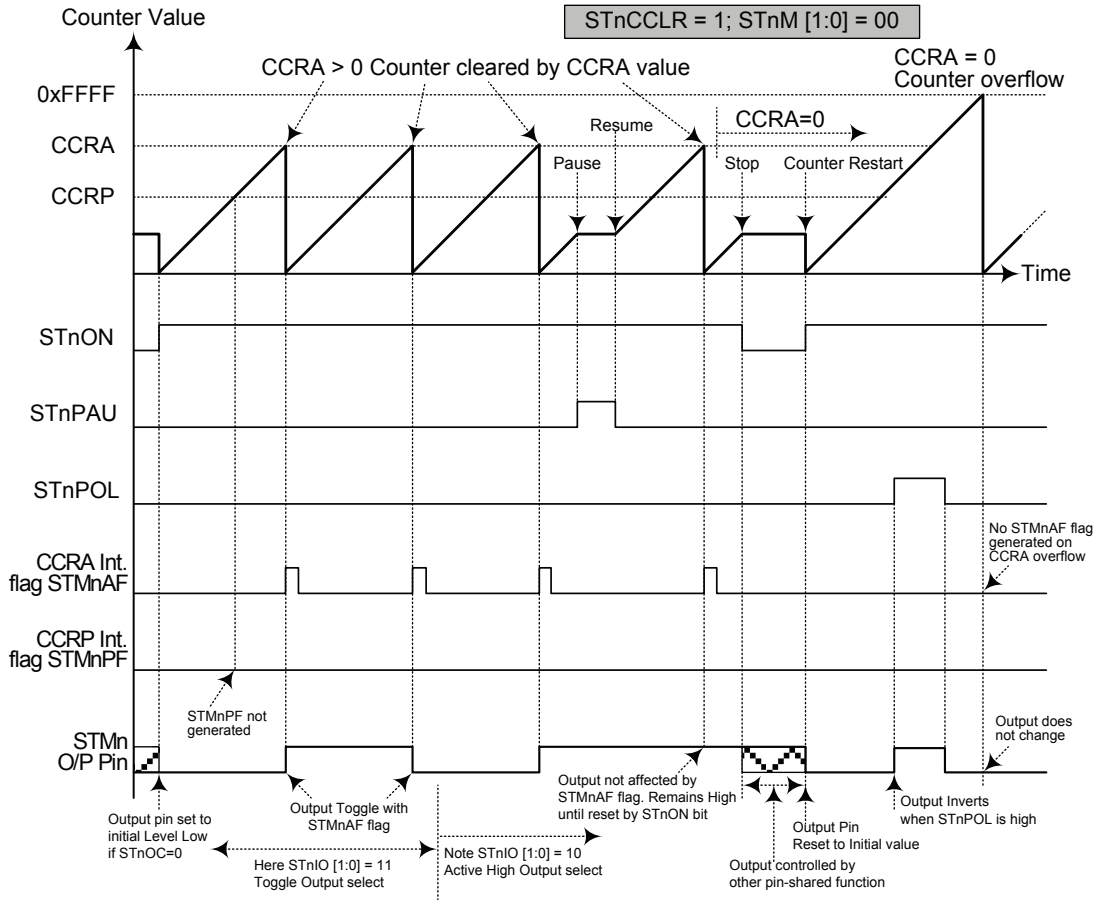 Counter Value
STnCCLR = 1; STnM [1:0] = 00
CCRA > 0 Counter cleared by CCRA value
CCRA = 0
Counter overflow
0xFFFF
CCRA
CCRP
Pause
Resume
CCRA=0
Stop
Counter Restart
Time
STnON
STnPAU
STnPOL
CCRA Int.
flag STMnAF
No STMnAF flag
generated on
CCRA overflow
CCRP Int.
flag STMnPF
STMnPF not
generated
STMn
O/P Pin
Output does
not change
Output pin set to
initial Level Low
if STnOC=0
Output Toggle with
STMnAF flag
Here STnIO [1:0] = 11
Toggle Output select
Note STnIO [1:0] = 10
Active High Output select
Output not affected by
STMnAF flag. Remains High
until reset by STnON bit
Output Pin
Reset to Initial value
Output controlled by
other pin-shared function
Output Inverts
when STnPOL is high